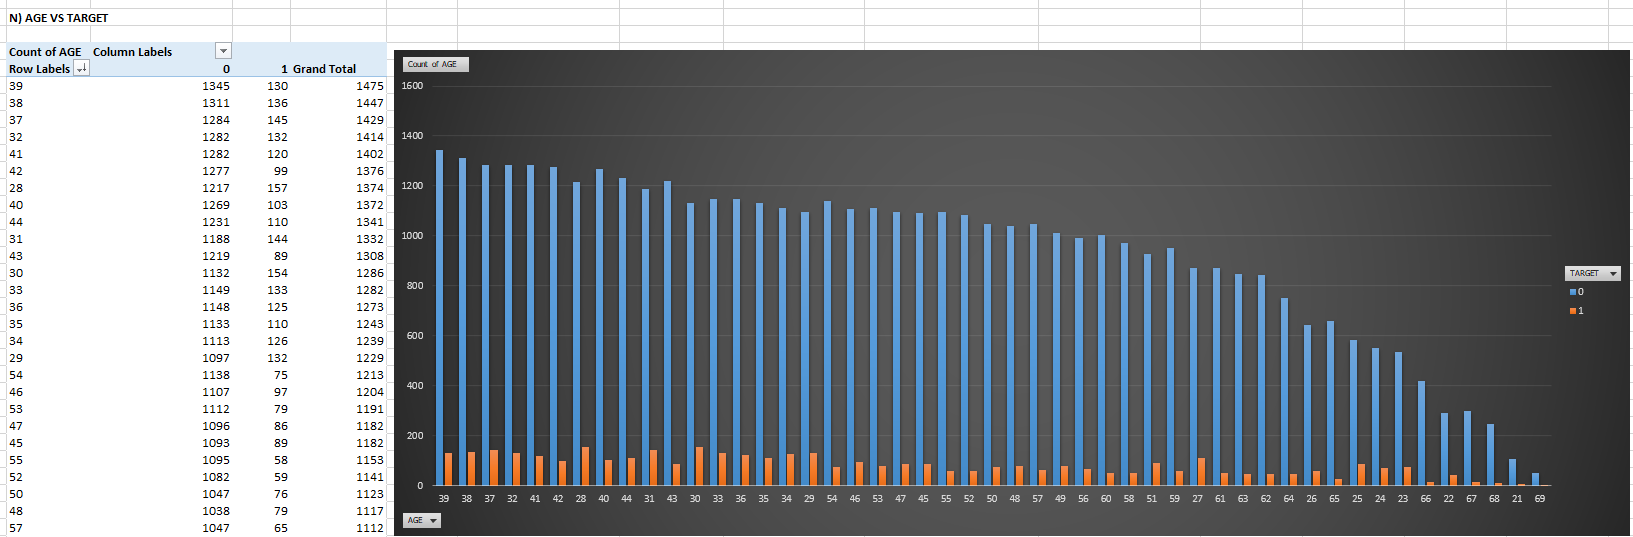 N) AGE VS TARGET
Count of AGE Column Labels
Row Labels 0 1 Grand Total
39 1345 130 1475
38 1311 136 1447
37 1284 145 1429
32 1282 132 1414
41 1282 120 1402
42 1277 99 1376
28 1217 157 1374
40 1269 103 1372
44 1231 110 1341
31 1188 144 1332
43 1219 89 1308
30 1132 154 1286
33 1149 133 1282
36 1148 125 1273
35 1133 110 1243
34 1113 126 1239
29 1097 132 1229
54 1138 75 1213
46 1107 97 1204
53 1112 79 1191
47 1096 86 1182
45 1093 89 1182
55 1095 58 1153
52 1082 59 1141
50 1047 76 1123
48 1038 79 1117
57 1047 65 1112
Count of AGE
1600
1400
1200
1000
800
600
400
200
0
39 38 37 32 41 42 28 40 44 31 43 30 33 36 35 34 29 54 46 53 47 45 55 52 50 48 57 49 56 60 58 51 59 27 61 63 62 64 26 65 25 24 23 66 22 67 68 21 69
AGE
TARGET
0
1